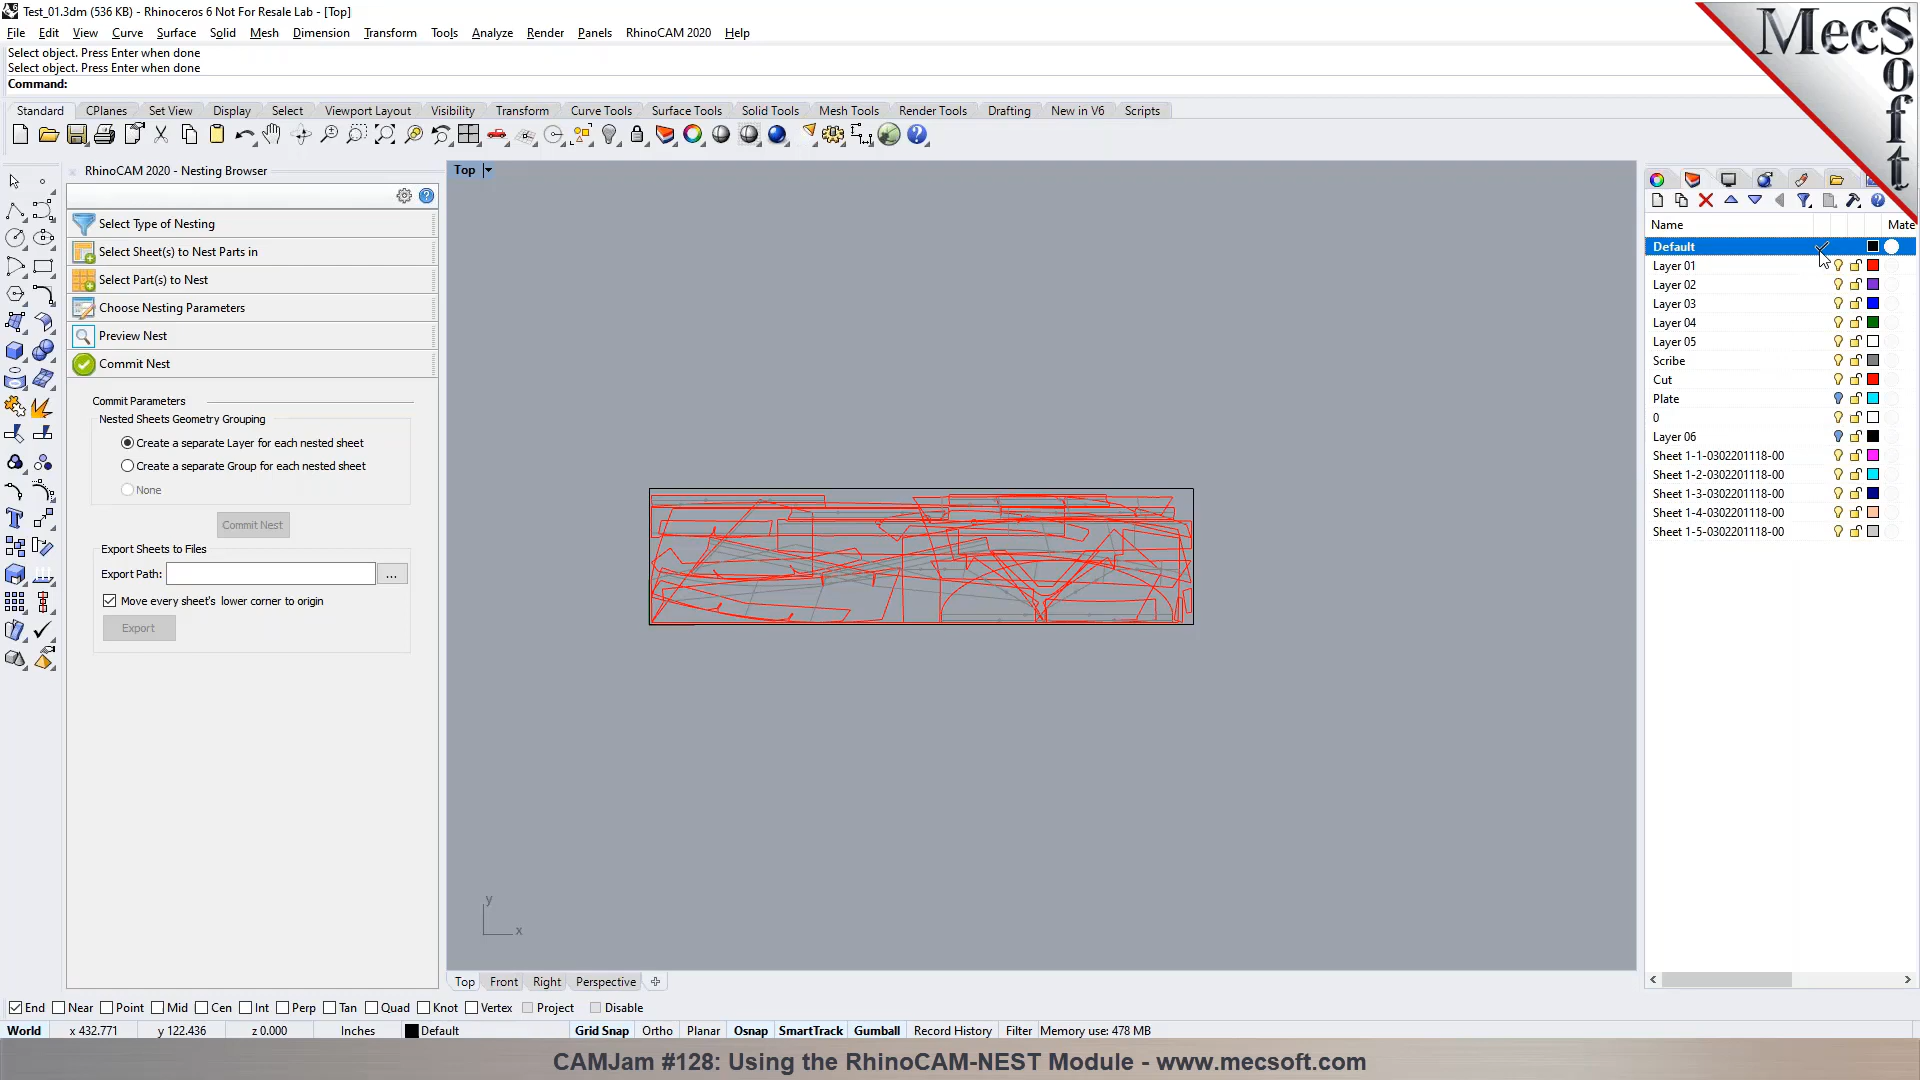 Test_01.3dm (536 KB) - Rhinoceros 6 Not For Resale Lab - [Top]
File Edit View Curve Surface Solid Mesh Dimension Transform Tools Analyze Render Panels RhinoCAM 2020 Help
Select object. Press Enter when done
Select object. Press Enter when done
Command:
Standard CPlanes Set View Display Select Viewport Layout Visibility Transform Curve Tools Surface Tools Solid Tools Mesh Tools Render Tools Drafting New in V6 Scripts
RhinoCAM 2020 - Nesting Browser
Select Type of Nesting
Select Sheet(s) to Nest Parts in
Select Part(s) to Nest
Choose Nesting Parameters
Preview Nest
Commit Nest
Commit Parameters
Nested Sheets Geometry Grouping
Create a separate Layer for each nested sheet
Create a separate Group for each nested sheet
None
Commit Nest
Export Sheets to Files
Export Path:
...
Move every sheet's lower corner to origin
Export
Top
y
x
Top Front Right Perspective
MecSoft
Name Mate
Default
Layer 01
Layer 02
Layer 03
Layer 04
Layer 05
Scribe
Cut
Plate
0
Layer 06
Sheet 1-1-0302201118-00
Sheet 1-2-0302201118-00
Sheet 1-3-0302201118-00
Sheet 1-4-0302201118-00
Sheet 1-5-0302201118-00
End Near Point Mid Cen Int Perp Tan Quad Knot Vertex Project Disable
World x 432.771 y 122.436 z 0.000 Inches Default Grid Snap Ortho Planar Osnap SmartTrack Gumball Record History Filter Memory use: 478 MB
CAMJam #128: Using the RhinoCAM-NEST Module - www.mecsoft.com